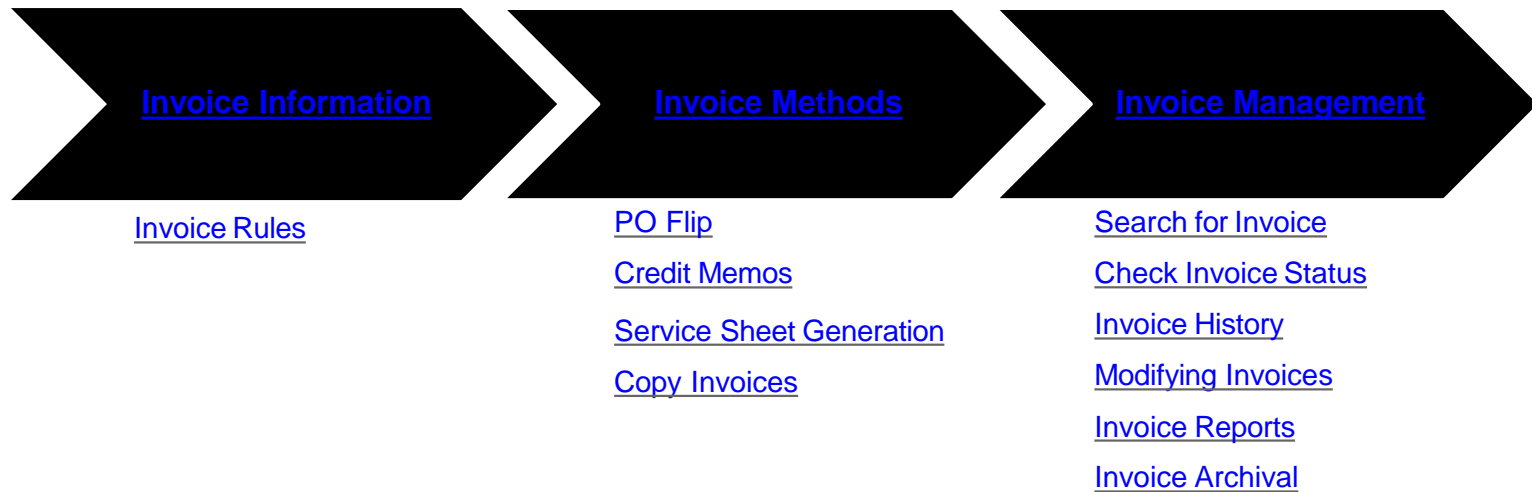 Invoice Information
Invoice Rules
Invoice Methods
PO Flip
Credit Memos
Service Sheet Generation
Copy Invoices
Invoice Management
Search for Invoice
Check Invoice Status
Invoice History
Modifying Invoices
Invoice Reports
Invoice Archival